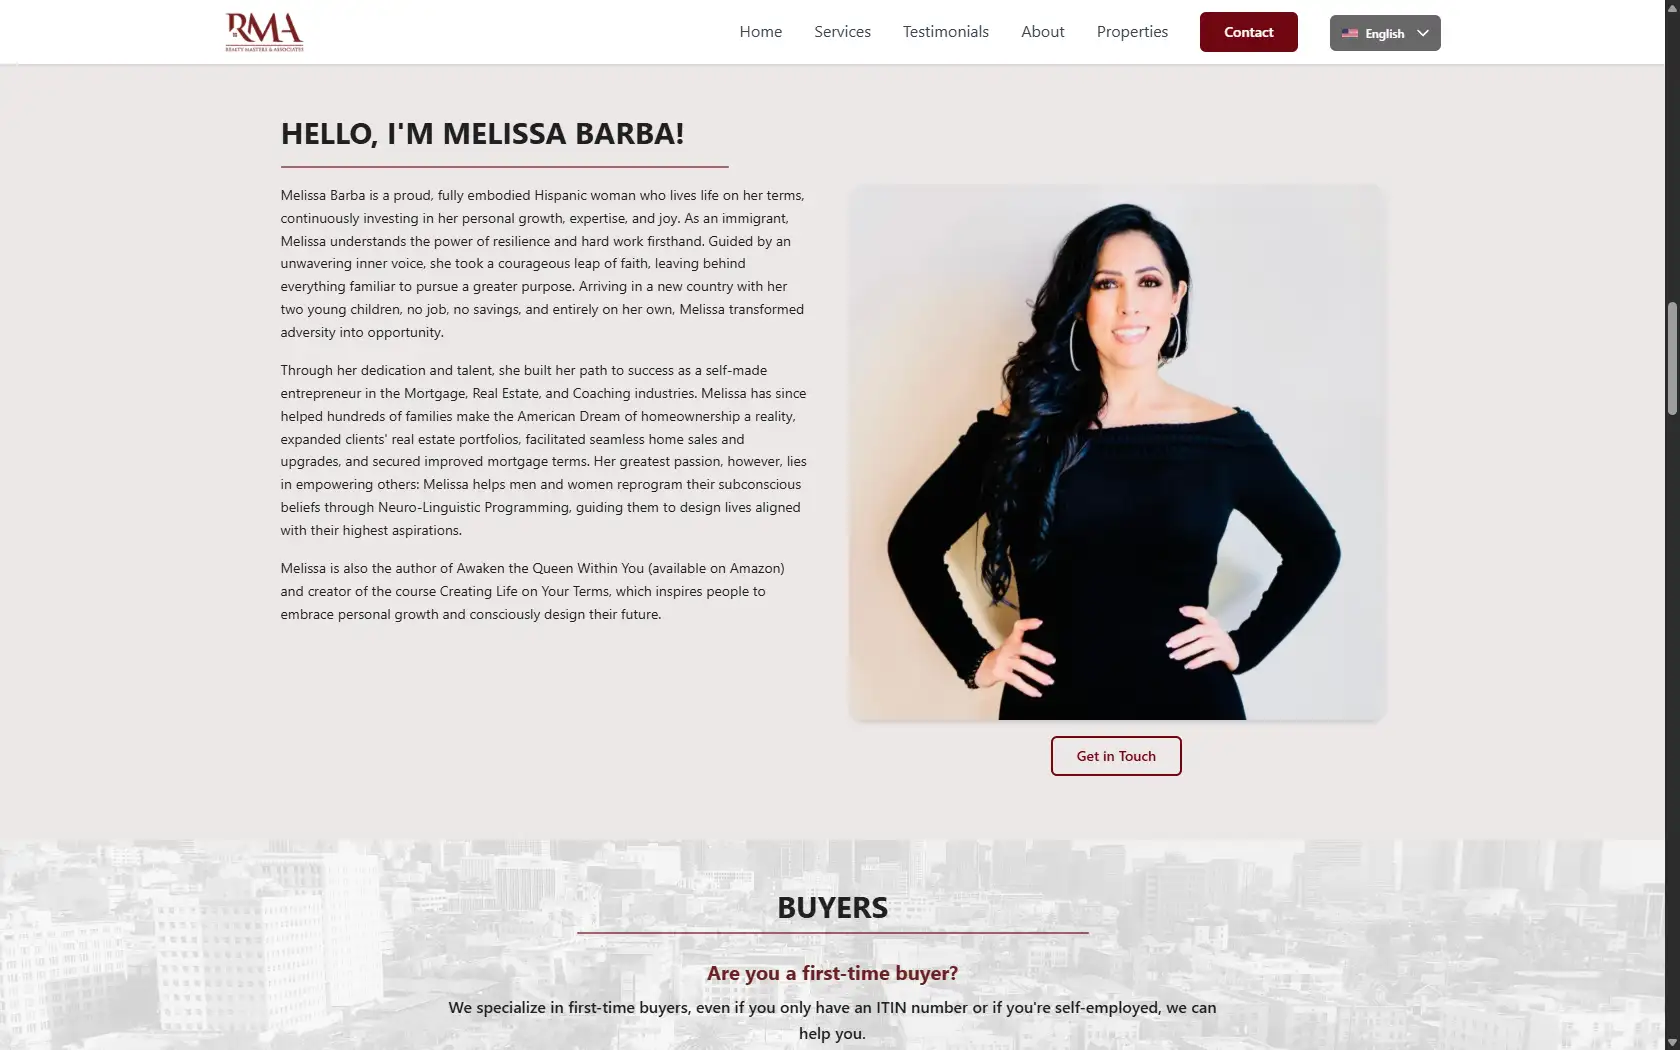 RMA
REALTY MASTERS & ASSOCIATES
Home
Services
Testimonials
About
Properties
Contact
English
HELLO, I'M MELISSA BARBA!
Melissa Barba is a proud, fully embodied Hispanic woman who lives life on her terms,
continuously investing in her personal growth, expertise, and joy. As an immigrant,
Melissa understands the power of resilience and hard work firsthand. Guided by an
unwavering inner voice, she took a courageous leap of faith, leaving behind
everything familiar to pursue a greater purpose. Arriving in a new country with her
two young children, no job, no savings, and entirely on her own, Melissa transformed
adversity into opportunity.
Through her dedication and talent, she built her path to success as a self-made
entrepreneur in the Mortgage, Real Estate, and Coaching industries. Melissa has since
helped hundreds of families make the American Dream of homeownership a reality,
expanded clients' real estate portfolios, facilitated seamless home sales and
upgrades, and secured improved mortgage terms. Her greatest passion, however, lies
in empowering others: Melissa helps men and women reprogram their subconscious
beliefs through Neuro-Linguistic Programming, guiding them to design lives aligned
with their highest aspirations.
Melissa is also the author of Awaken the Queen Within You (available on Amazon)
and creator of the course Creating Life on Your Terms, which inspires people to
embrace personal growth and consciously design their future.
Get in Touch
BUYERS
Are you a first-time buyer?
We specialize in first-time buyers, even if you only have an ITIN number or if you're self-employed, we can
help you.